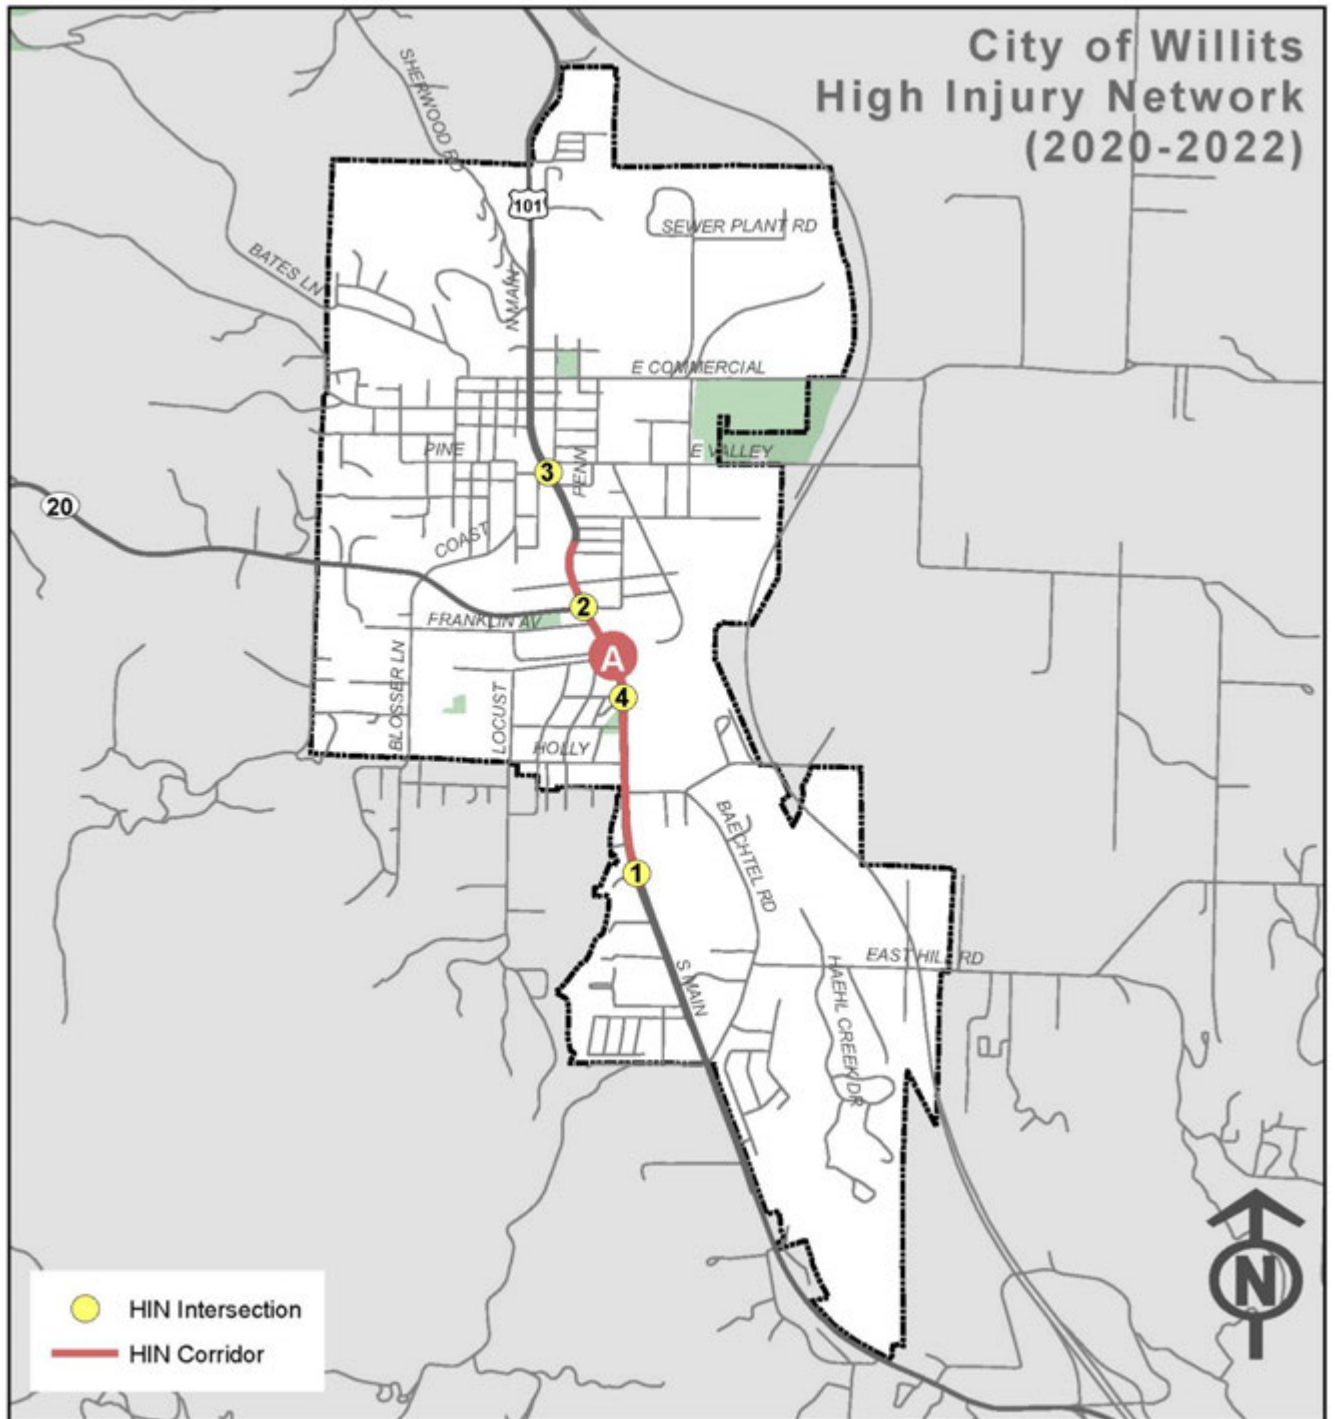 City of Willits
High Injury Network
(2020-2022)
SHERWOOD RD
101
SEWER PLANT RD
BATES LN
N MAIN
E COMMERCIAL
PINE
E VALLEY
3
PENN
20
COAST
2
FRANKLIN AV
A
4
BLOSSER LN
LOCUST
HOLLY
BAECHTEL RD
1
S MAIN
EAST HILL RD
HAEHL CREEK DR
N
HIN Intersection
HIN Corridor